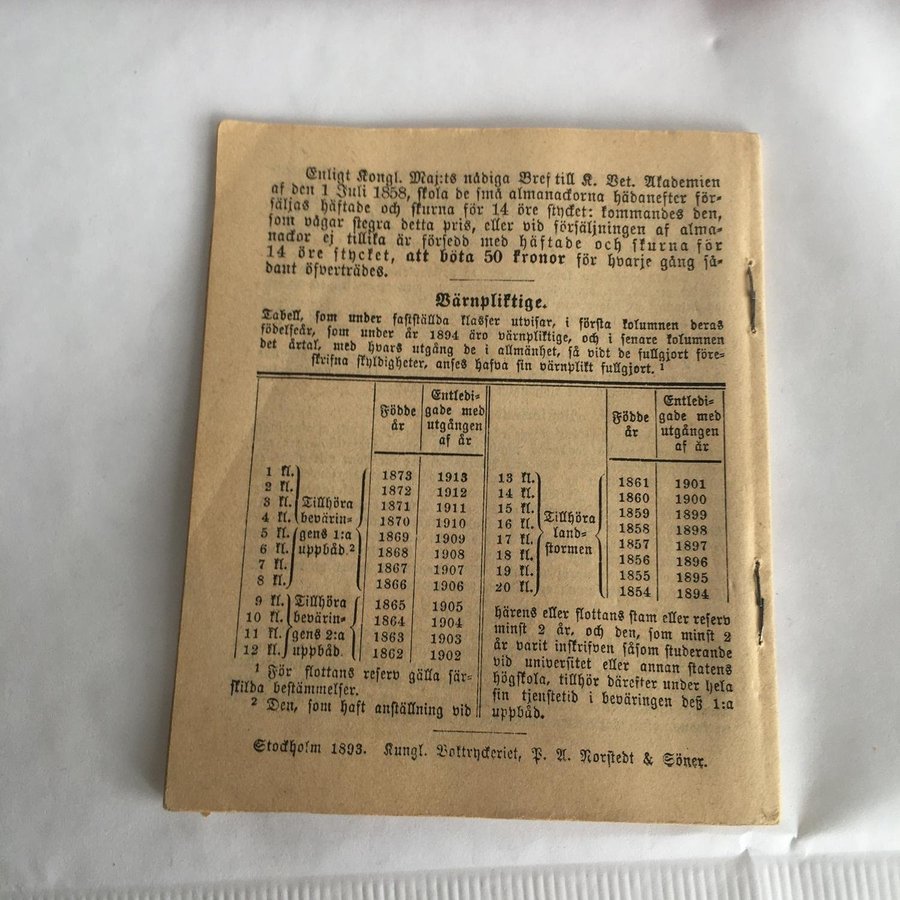 Enligt Kongl. Maj:ts nådiga Bref till K. Vet. Akademien
af den 1 Juli 1858, skola de små almanackorna hädanefter för-
säljas häftade och skurna för 14 öre stycket: kommandes den,
som vågar stegra detta pris, eller vid försäljningen af alma-
nackor ej tillika är försedd med häftade och skurna för
14 öre stycket, att böta 50 kronor för hvarje gång så-
dant öfverträdes.
Värnpliktige.
Tabell, som under fastställda klasser utvisar, i första kolumnen deras
födelseår, som under år 1894 äro värnpliktige, och i senare kolumnen
det årtal, med hvars utgång de i allmänhet, så vidt de fullgjort före-
skrifna skyldigheter, anses hafva sin värnplikt fullgjort. ¹
Födde år
Entledi-
gade med
utgången
af år
1 kl. 1873 1913
2 kl. 1872 1912
3 kl. Tillhöra 1871 1911
4 kl. bevärin- 1870 1910
5 kl. gens 1:a 1869 1909
6 kl. uppbåd.² 1868 1908
7 kl. 1867 1907
8 kl. 1866 1906
9 kl. Tillhöra 1865 1905
10 kl. bevärin- 1864 1904
11 kl. gens 2:a 1863 1903
12 kl. uppbåd. 1862 1902
¹ För flottans reserv gälla sär-
skilda bestämmelser.
² Den, som haft anställning vid
Födde år
Entledi-
gade med
utgången
af år
13 kl. 1861 1901
14 kl. 1860 1900
15 kl. 1859 1899
16 kl. Tillhöra 1858 1898
17 kl. land- 1857 1897
18 kl. stormen 1856 1896
19 kl. 1855 1895
20 kl. 1854 1894
härens eller flottans stam eller reserv
minst 2 år, och den, som minst 2
år varit inskrifven såsom studerande
vid universitet eller annan statens
högskola, tillhör därefter under hela
sin tjenstetid i beväringen deß 1:a
uppbåd.
Stockholm 1893. Kungl. Boktryckeriet, P. A. Norstedt & Söner.